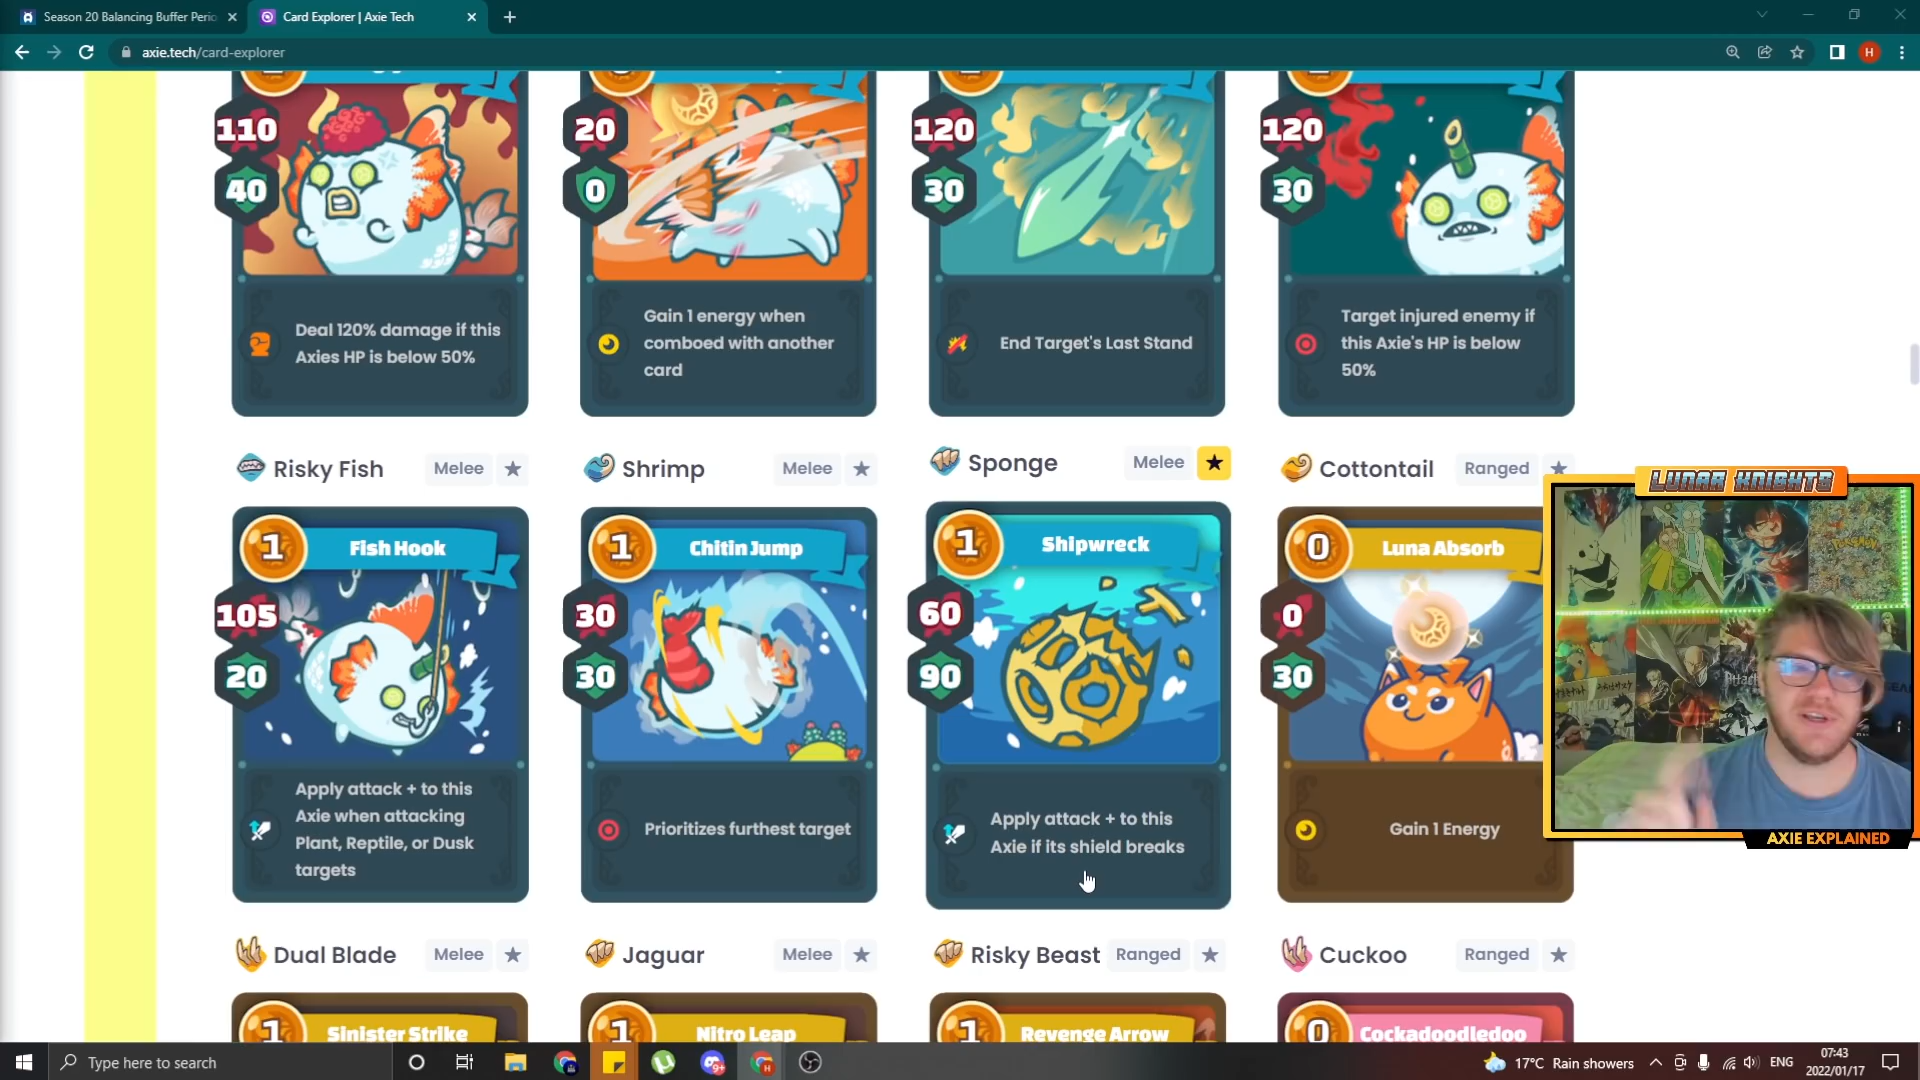 Season 20 Balancing Buffer Perio
Card Explorer | Axie Tech
axie.tech/card-explorer
H
110
40
Deal 120% damage if this
Axies HP is below 50%
20
0
Gain 1 energy when
comboed with another
card
120
30
End Target's Last Stand
120
30
Target injured enemy if
this Axie's HP is below
50%
Risky Fish
Melee
Shrimp
Melee
Sponge
Melee
Cottontail
Ranged
1
Fish Hook
105
20
Apply attack + to this
Axie when attacking
Plant, Reptile, or Dusk
targets
1
Chitin Jump
30
30
Prioritizes furthest target
1
Shipwreck
60
90
Apply attack + to this
Axie if its shield breaks
0
Luna Absorb
0
30
Gain 1 Energy
LUNAR KNIGHTS
AXIE EXPLAINED
Dual Blade
Melee
Jaguar
Melee
Risky Beast
Ranged
Cuckoo
Ranged
1
Sinister Strike
1
Nitro Leap
1
Revenge Arrow
0
Cockadoodledoo
Type here to search
9+
17°C Rain showers
ENG
07:43
2022/01/17